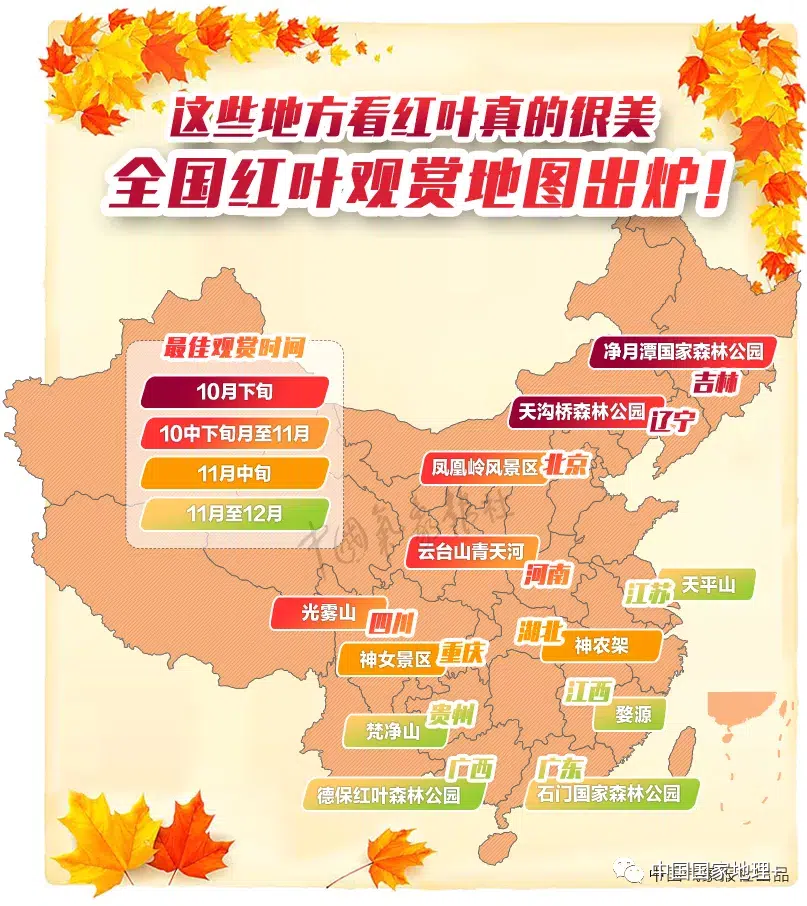 这些地方看红叶真的很美
全国红叶观赏地图出炉！
最佳观赏时间
10月下旬
10中下旬月至11月
11月中旬
11月至12月
净月潭国家森林公园
吉林
天沟桥森林公园
辽宁
凤凰岭风景区
北京
云台山青天河
河南
江苏
天平山
光雾山
四川
湖北
神农架
神女景区
重庆
江西
婺源
贵州
梵净山
广西
德保红叶森林公园
广东
石门国家森林公园
中国气象报社
中国国家地理